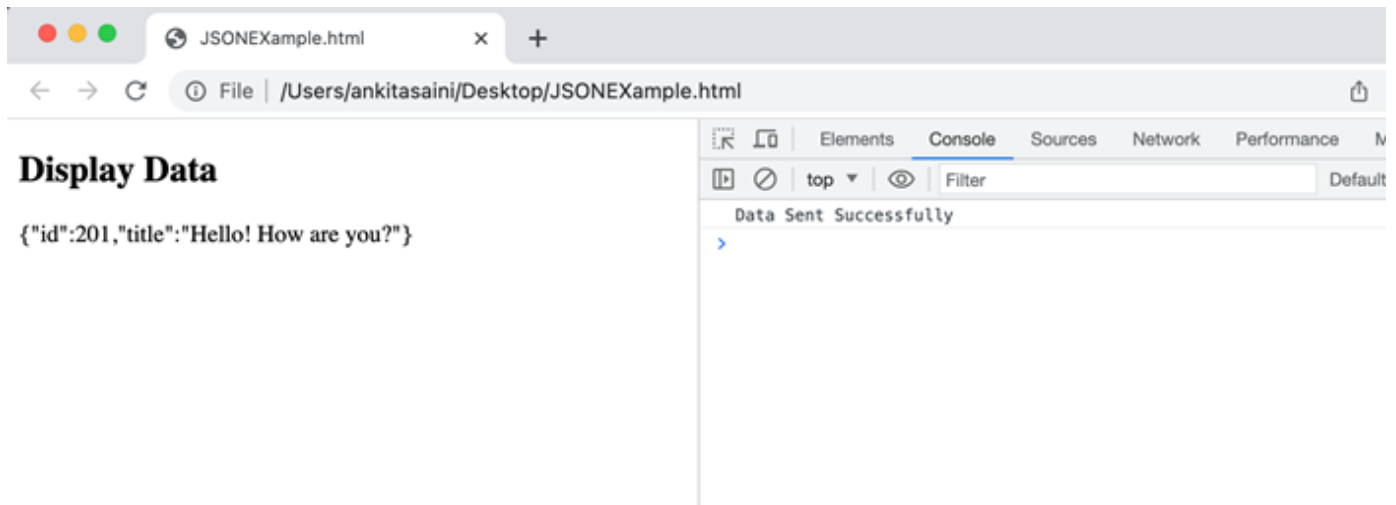 JSONEXample.html
File | /Users/ankitasaini/Desktop/JSONEXample.html
Display Data
{"id":201,"title":"Hello! How are you?"}
Elements Console Sources Network Performance M
top Filter Default
Data Sent Successfully